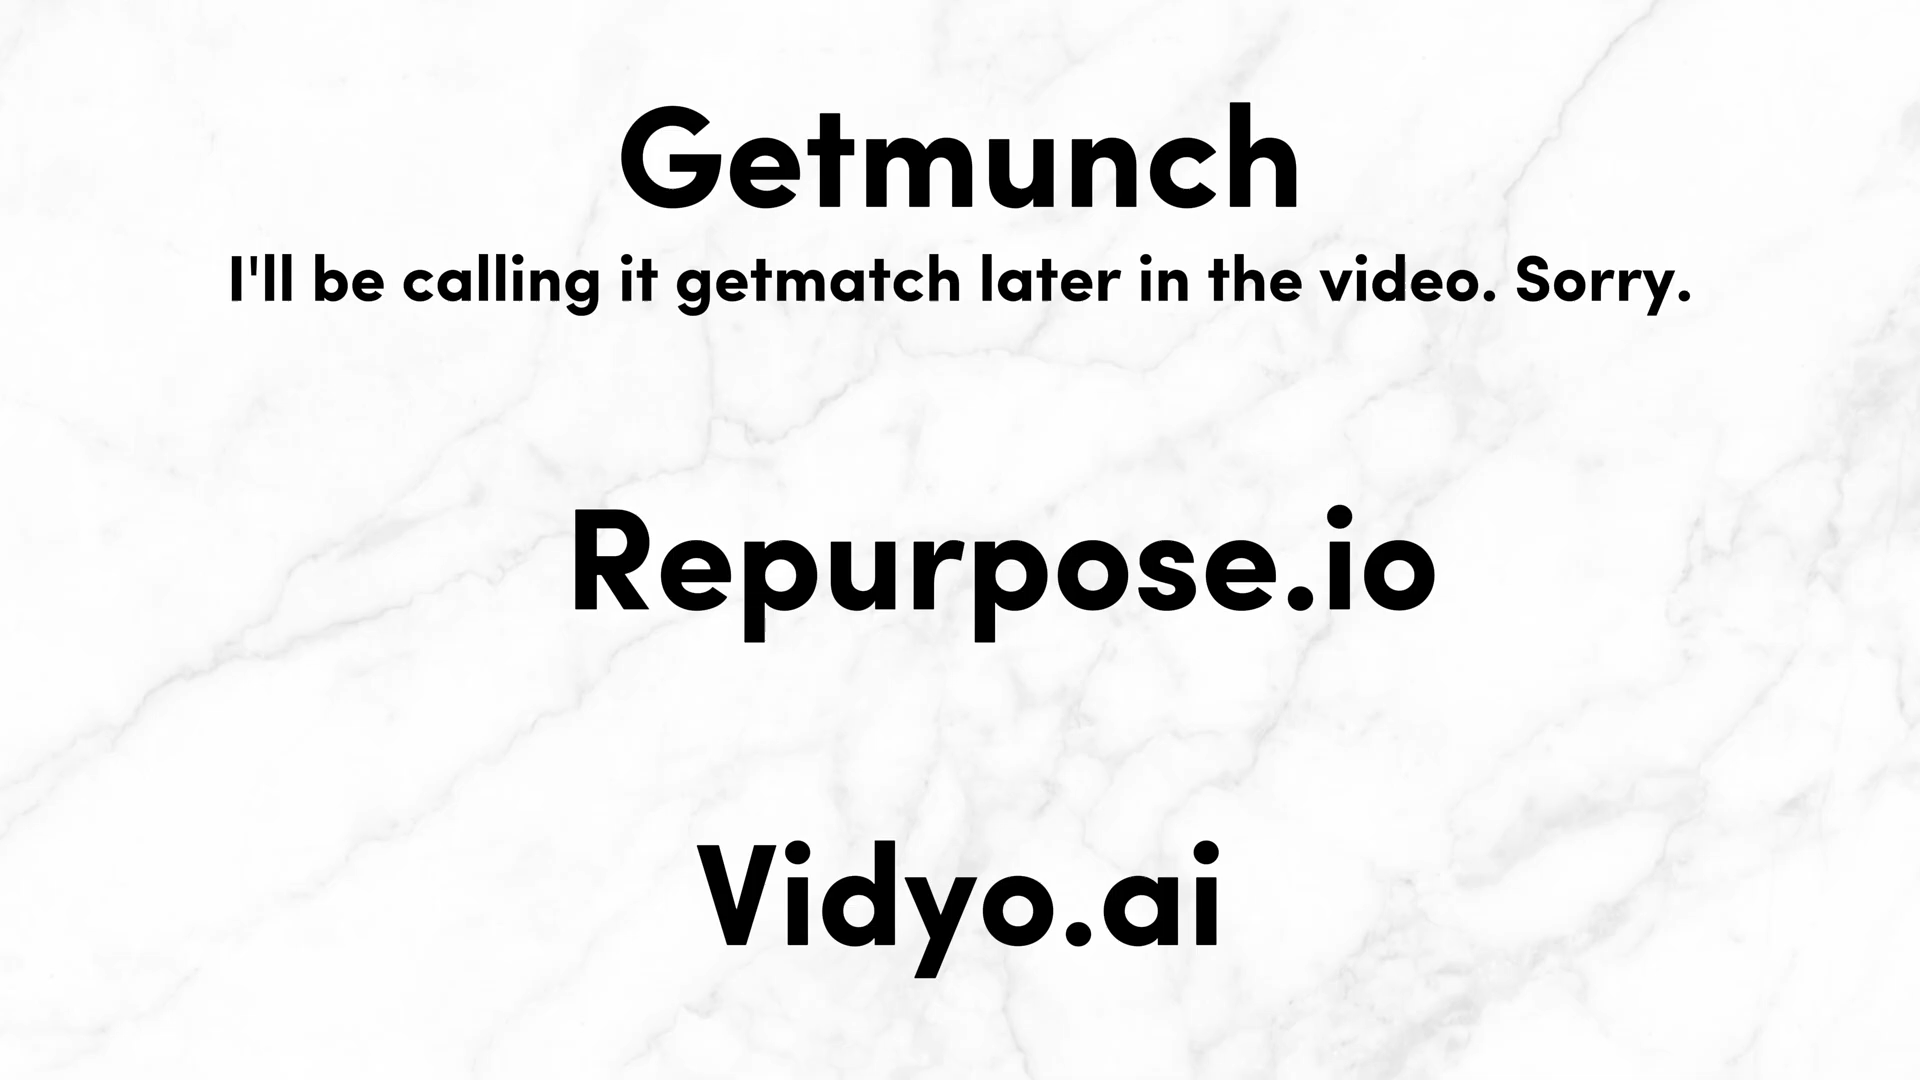 Getmunch
I'll be calling it getmatch later in the video. Sorry.
Repurpose.io
Vidyo.ai